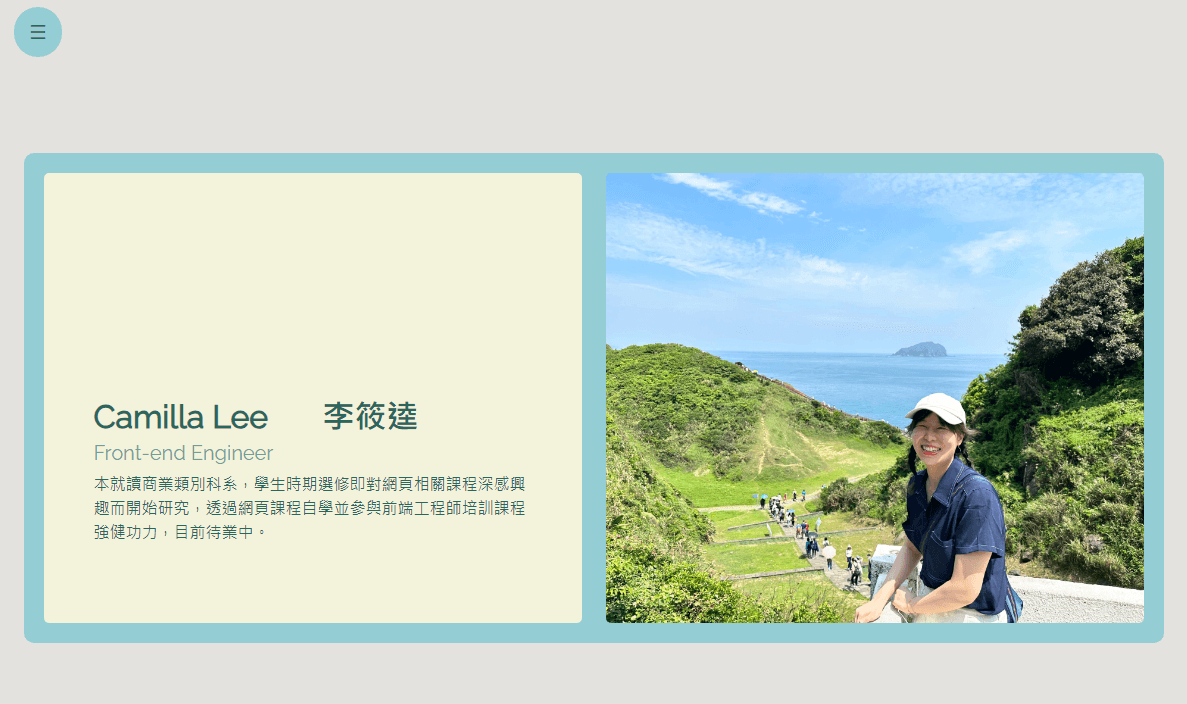 Camilla Lee 李筱逵
Front-end Engineer
本就讀商業類別科系，學生時期選修即對網頁相關課程深感興
趣而開始研究，透過網頁課程自學並參與前端工程師培訓課程
強健功力，目前待業中。